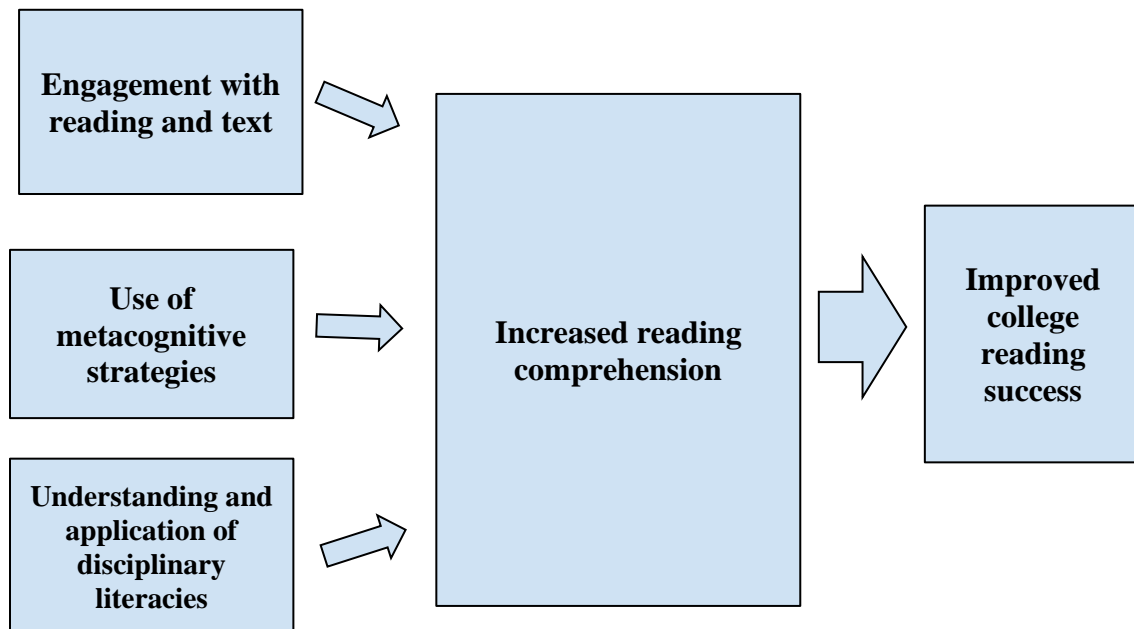 Engagement with
reading and text
Use of
metacognitive
strategies
Understanding and
application of
disciplinary
literacies
Increased reading
comprehension
Improved
college
reading
success